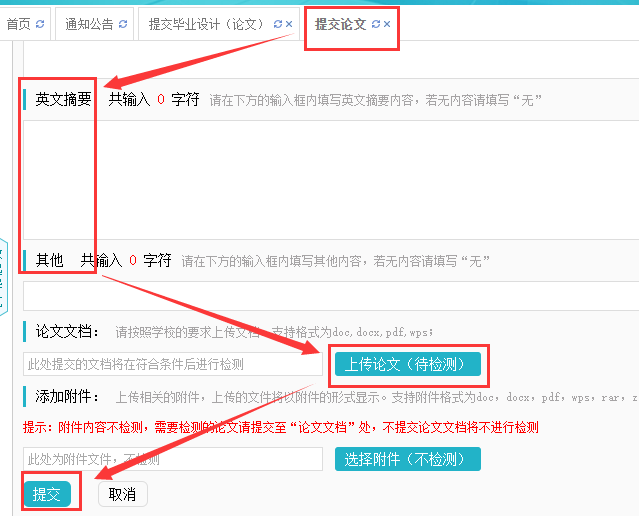 首页 通知公告 提交毕业设计（论文） 提交论文
英文摘要 共输入 0 字符 请在下方的输入框内填写英文摘要内容，若无内容请填写“无”
其他 共输入 0 字符 请在下方的输入框内填写其他内容，若无内容请填写“无”
论文文档： 请按照学校的要求上传文档，支持格式为doc,docx,pdf,wps；
此处提交的文档将在符合条件后进行检测 上传论文（待检测）
添加附件： 上传相关的附件，上传的文件将以附件的形式显示。支持附件格式为doc，docx，pdf，wps，rar，z
提示：附件内容不检测，需要检测的论文请提交至“论文文档”处，不提交论文文档将不进行检测
此处为附件文件，不检测 选择附件（不检测）
提交 取消